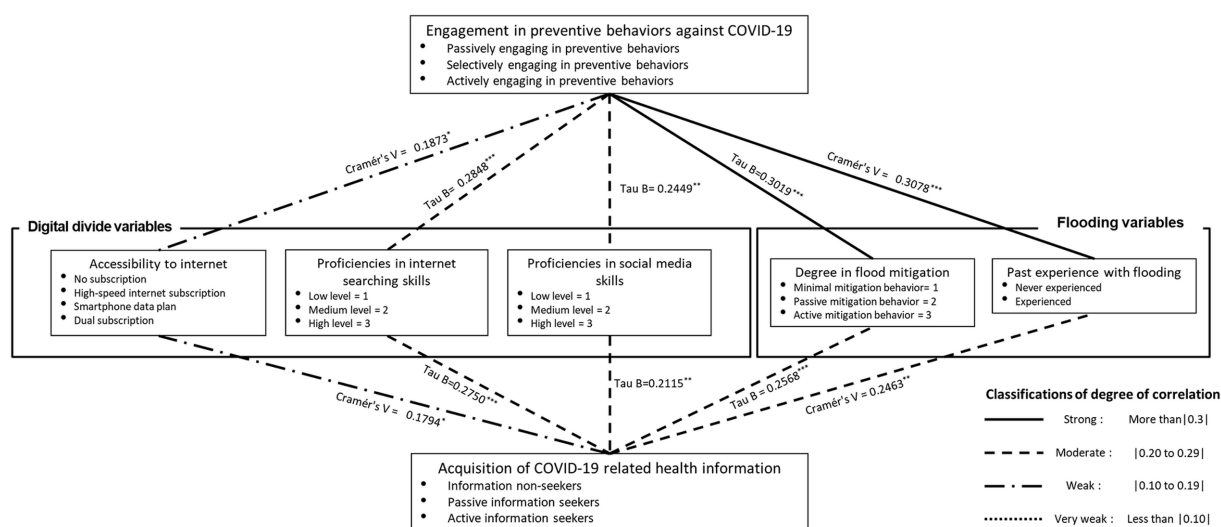 Engagement in preventive behaviors against COVID-19
• Passively engaging in preventive behaviors
• Selectively engaging in preventive behaviors
• Actively engaging in preventive behaviors
Cramér's V = 0.1873*
Tau B= 0.2848***
Tau B= 0.2449**
Tau B=0.3019***
Cramér's V = 0.3078***
Digital divide variables
Accessibility to internet
• No subscription
• High-speed internet subscription
• Smartphone data plan
• Dual subscription
Proficiencies in internet
searching skills
• Low level = 1
• Medium level = 2
• High level = 3
Proficiencies in social media
skills
• Low level = 1
• Medium level = 2
• High level = 3
Flooding variables
Degree in flood mitigation
• Minimal mitigation behavior= 1
• Passive mitigation behavior = 2
• Active mitigation behavior = 3
Past experience with flooding
• Never experienced
• Experienced
Cramér's V = 0.1794*
Tau B=0.2750***
Tau B=0.2115**
Tau B = 0.2568***
Cramér's V = 0.2463**
Acquisition of COVID-19 related health information
• Information non-seekers
• Passive information seekers
• Active information seekers
Classifications of degree of correlation
Strong : More than|0.3|
Moderate : |0.20 to 0.29|
Weak : |0.10 to 0.19|
Very weak : Less than |0.10|